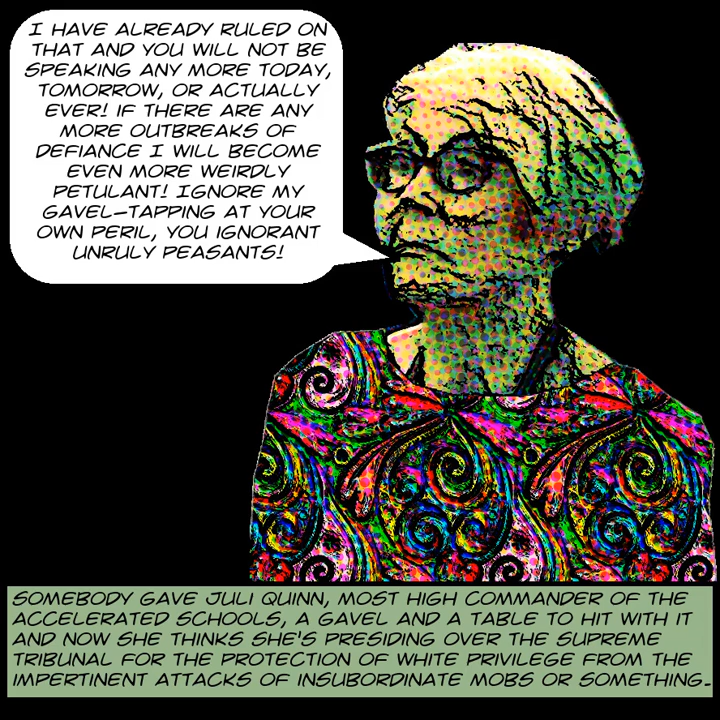 I HAVE ALREADY RULED ON
THAT AND YOU WILL NOT BE
SPEAKING ANY MORE TODAY,
TOMORROW, OR ACTUALLY
EVER! IF THERE ARE ANY
MORE OUTBREAKS OF
DEFIANCE I WILL BECOME
EVEN MORE WEIRDLY
PETULANT! IGNORE MY
GAVEL-TAPPING AT YOUR
OWN PERIL, YOU IGNORANT
UNRULY PEASANTS!
SOMEBODY GAVE JULI QUINN, MOST HIGH COMMANDER OF THE
ACCELERATED SCHOOLS, A GAVEL AND A TABLE TO HIT WITH IT
AND NOW SHE THINKS SHE'S PRESIDING OVER THE SUPREME
TRIBUNAL FOR THE PROTECTION OF WHITE PRIVILEGE FROM THE
IMPERTINENT ATTACKS OF INSUBORDINATE MOBS OR SOMETHING.